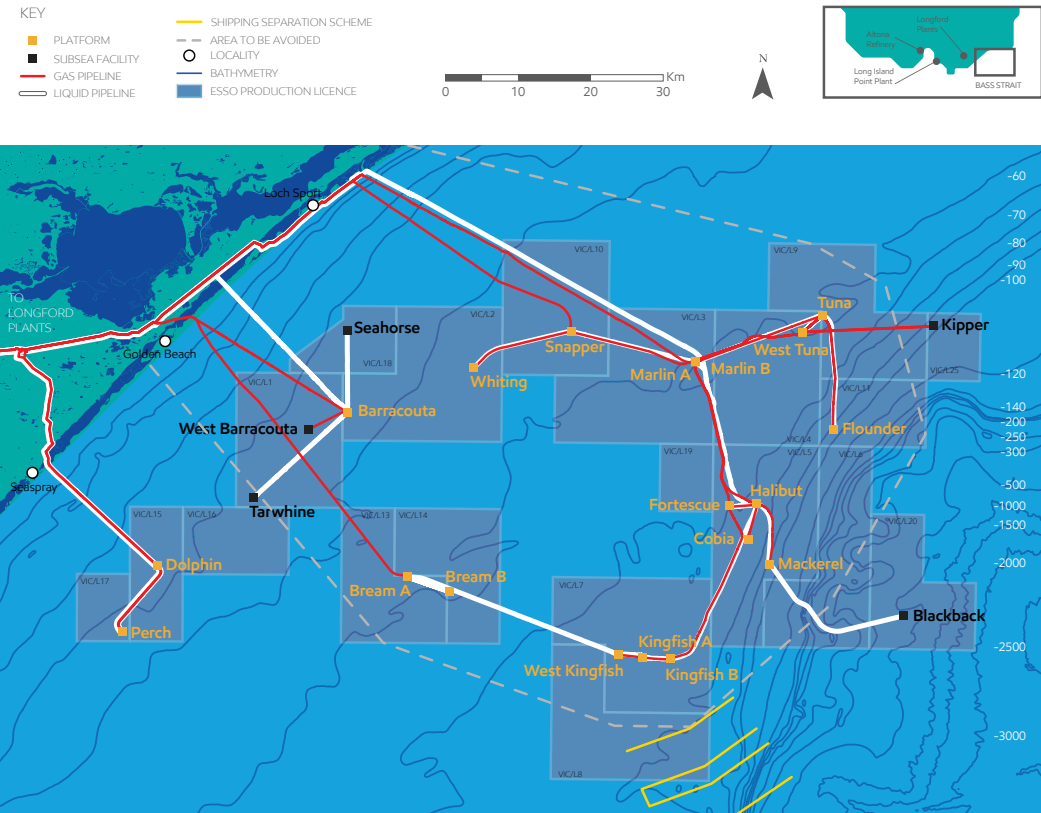 KEY
PLATFORM
SUBSEA FACILITY
GAS PIPELINE
LIQUID PIPELINE
SHIPPING SEPARATION SCHEME
AREA TO BE AVOIDED
LOCALITY
BATHYMETRY
ESSO PRODUCTION LICENCE
Km
0
10
20
30
N
Longford
Plants
Altona
Refinery
Long Island
Point Plant
BASS STRAIT
-60
-70
-80
-90
-100
-120
-140
-200
-250
-300
-500
-1000
-1500
-2000
-2500
-3000
Loch Sport
TO
LONGFORD
PLANTS
Golden Beach
Seaspray
VIC/L10
VIC/L9
VIC/L2
VIC/L3
VIC/L18
VIC/L1
VIC/L25
VIC/L11
VIC/L4
VIC/L5
VIC/L6
VIC/L19
VIC/L20
VIC/L15
VIC/L16
VIC/L13
VIC/L14
VIC/L17
VIC/L7
VIC/L8
Tuna
Kipper
Seahorse
Snapper
West Tuna
Marlin A
Marlin B
Whiting
Barracouta
West Barracouta
Flounder
Tarwhine
Halibut
Fortescue
Cobia
Mackerel
Dolphin
Bream B
Bream A
Blackback
Perch
Kingfish A
West Kingfish
Kingfish B